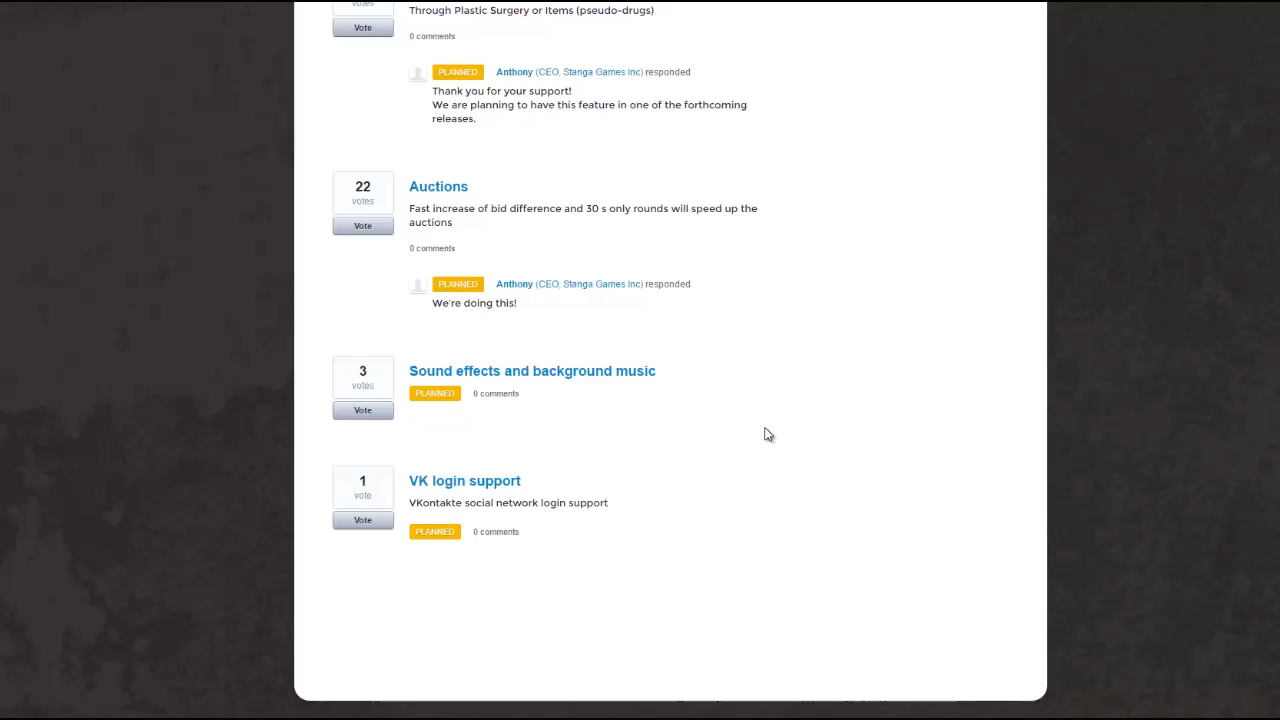 votes
Vote
Through Plastic Surgery or Items (pseudo-drugs)
0 comments
PLANNED Anthony (CEO, Stanga Games Inc) responded
Thank you for your support!
We are planning to have this feature in one of the forthcoming
releases.
22
votes
Vote
Auctions
Fast increase of bid difference and 30 s only rounds will speed up the
auctions
0 comments
PLANNED Anthony (CEO, Stanga Games Inc) responded
We're doing this!
3
votes
Vote
Sound effects and background music
PLANNED 0 comments
1
vote
Vote
VK login support
VKontakte social network login support
PLANNED 0 comments